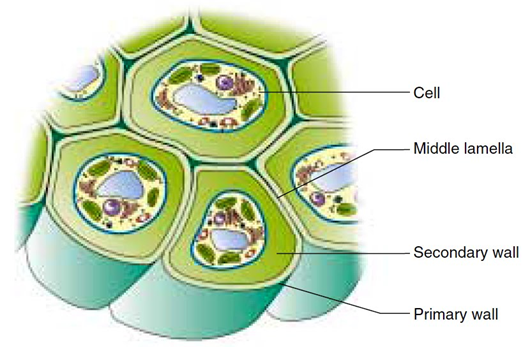 Cell
Middle lamella
Secondary wall
Primary wall